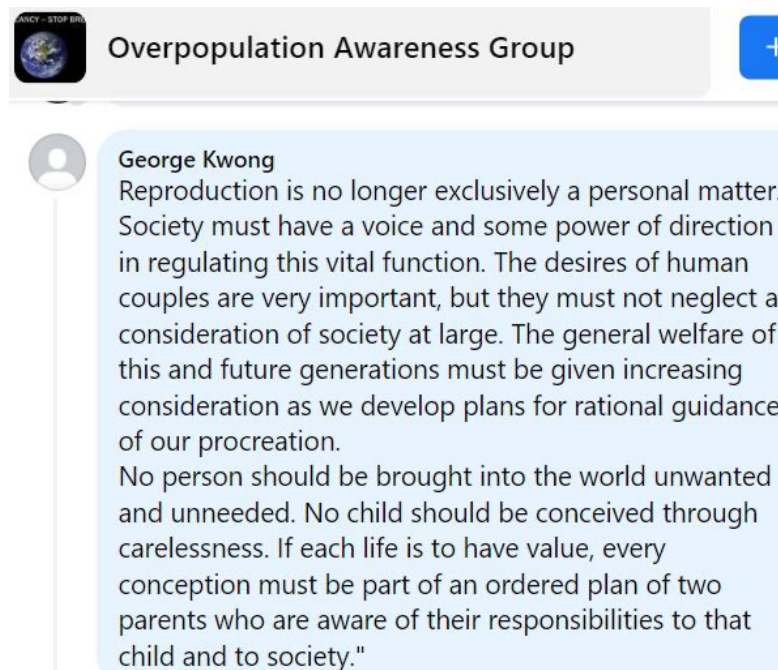 ANCY - STOP BRE
Overpopulation Awareness Group
+
George Kwong
Reproduction is no longer exclusively a personal matter.
Society must have a voice and some power of direction
in regulating this vital function. The desires of human
couples are very important, but they must not neglect a
consideration of society at large. The general welfare of
this and future generations must be given increasing
consideration as we develop plans for rational guidance
of our procreation.
No person should be brought into the world unwanted
and unneeded. No child should be conceived through
carelessness. If each life is to have value, every
conception must be part of an ordered plan of two
parents who are aware of their responsibilities to that
child and to society."